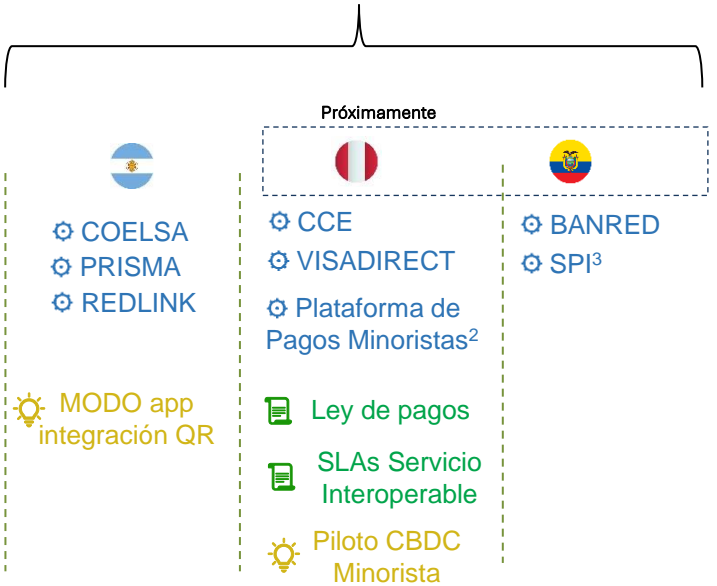 Próximamente
COELSA
PRISMA
REDLINK
MODO app
integración QR
CCE
VISADIRECT
Plataforma de
Pagos Minoristas²
Ley de pagos
SLAs Servicio
Interoperable
Piloto CBDC
Minorista
BANRED
SPI³